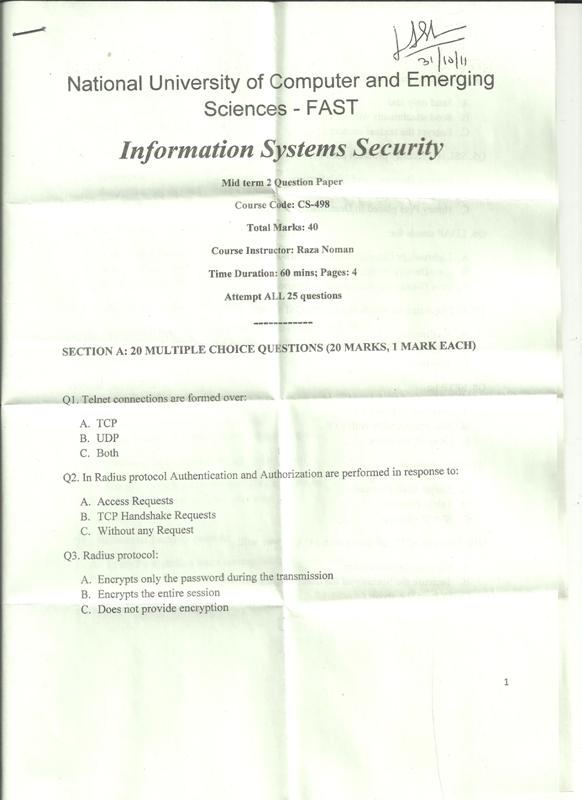 31/10/11
National University of Computer and Emerging
Sciences - FAST
Information Systems Security
Mid term 2 Question Paper
Course Code: CS-498
Total Marks: 40
Course Instructor: Raza Noman
Time Duration: 60 mins; Pages: 4
Attempt ALL 25 questions
------------
SECTION A: 20 MULTIPLE CHOICE QUESTIONS (20 MARKS, 1 MARK EACH)
Q1. Telnet connections are formed over:
A. TCP
B. UDP
C. Both
Q2. In Radius protocol Authentication and Authorization are performed in response to:
A. Access Requests
B. TCP Handshake Requests
C. Without any Request
Q3. Radius protocol:
A. Encrypts only the password during the transmission
B. Encrypts the entire session
C. Does not provide encryption
1